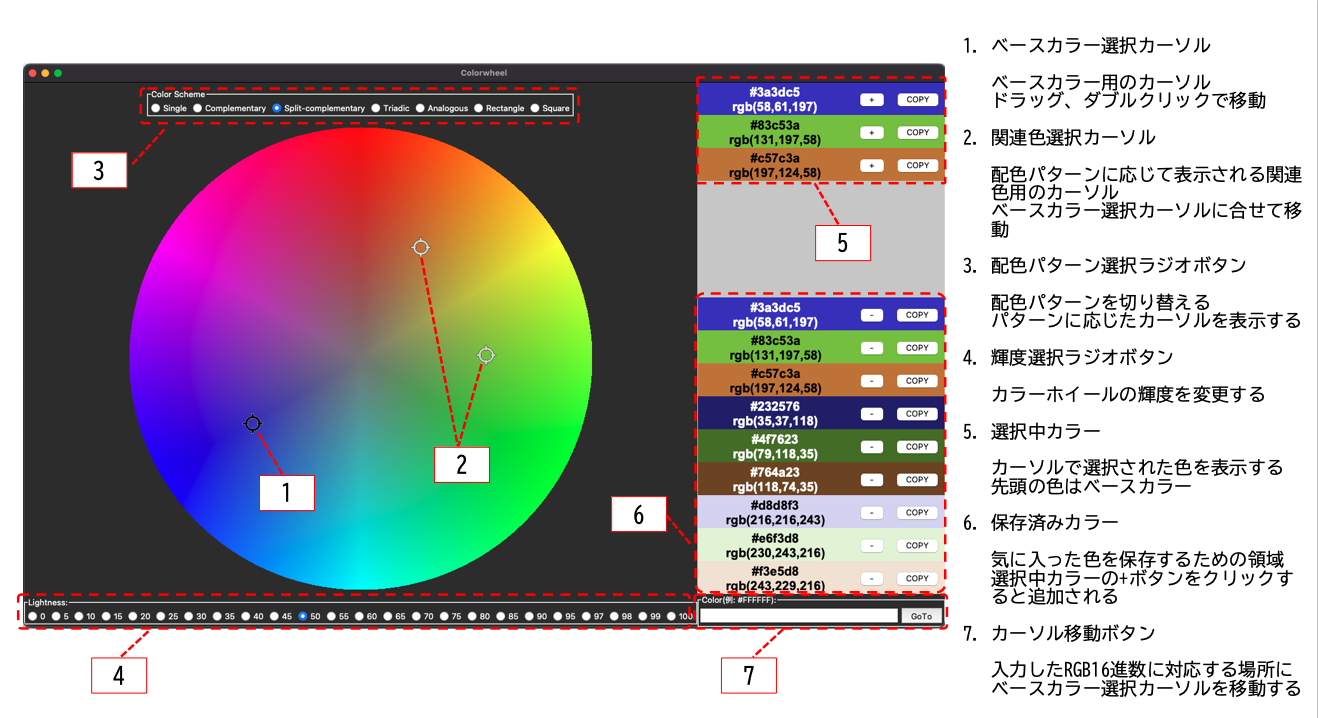 Colorwheel
Color Scheme
Single Complementary Split-complementary Triadic Analogous Rectangle Square
3
#3a3dc5
rgb(58,61,197)
+ COPY
#83c53a
rgb(131,197,58)
+ COPY
#c57c3a
rgb(197,124,58)
+ COPY
5
1
2
#3a3dc5
rgb(58,61,197)
- COPY
#83c53a
rgb(131,197,58)
- COPY
#c57c3a
rgb(197,124,58)
- COPY
#232576
rgb(35,37,118)
- COPY
#4f7623
rgb(79,118,35)
- COPY
#764a23
rgb(118,74,35)
- COPY
#d8d8f3
rgb(216,216,243)
- COPY
#e6f3d8
rgb(230,243,216)
- COPY
#f3e5d8
rgb(243,229,216)
- COPY
6
Lightness:
0 5 10 15 20 25 30 35 40 45 50 55 60 65 70 75 80 85 90 95 99 100
4
Color(例: #FFFFFF):
GoTo
7
1. ベースカラー選択カーソル
ベースカラー用のカーソル
ドラッグ、ダブルクリックで移動
2. 関連色選択カーソル
配色パターンに応じて表示される関連
色用のカーソル
ベースカラー選択カーソルに合せて移
動
3. 配色パターン選択ラジオボタン
配色パターンを切り替える
パターンに応じたカーソルを表示する
4. 輝度選択ラジオボタン
カラーホイールの輝度を変更する
5. 選択中カラー
カーソルで選択された色を表示する
先頭の色はベースカラー
6. 保存済みカラー
気に入った色を保存するための領域
選択中カラーの+ボタンをクリックす
ると追加される
7. カーソル移動ボタン
入力したRGB16進数に対応する場所に
ベースカラー選択カーソルを移動する